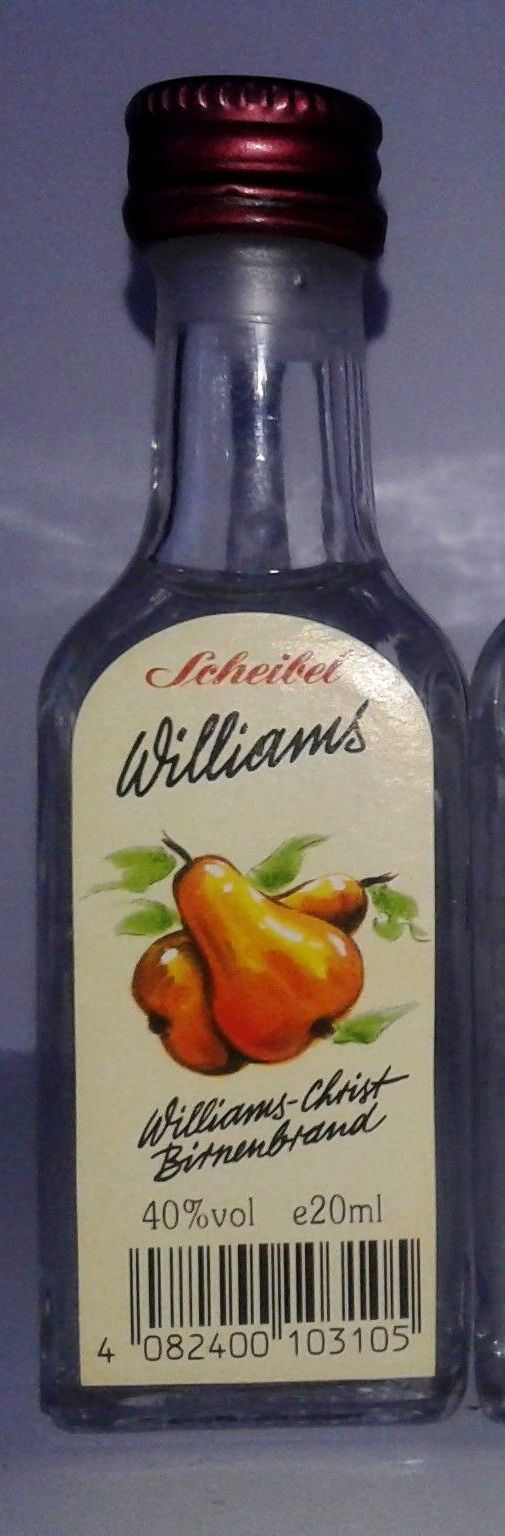 Scheibel
Williams
Williams-Christ
Birnenbrand
40%vol e20ml
4 082400 103105